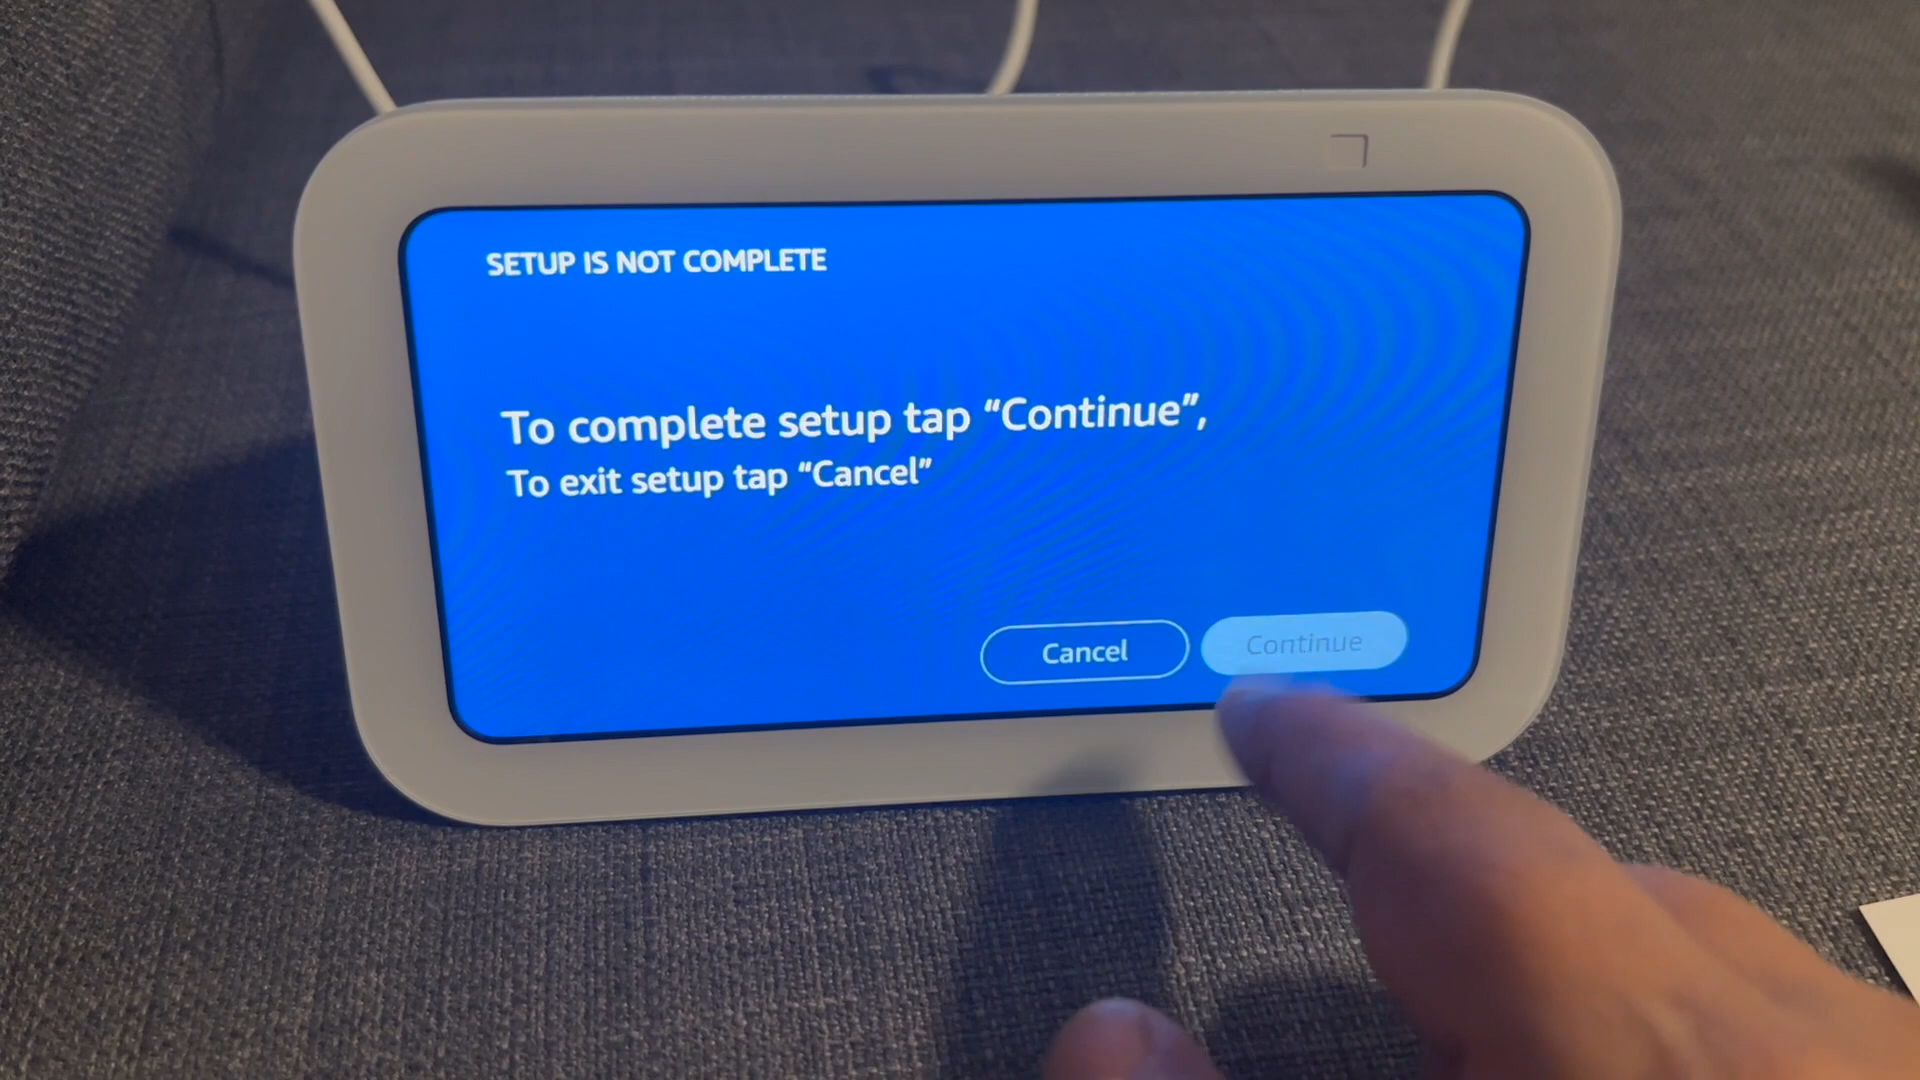 SETUP IS NOT COMPLETE
To complete setup tap “Continue”,
To exit setup tap “Cancel”
Cancel
Continue